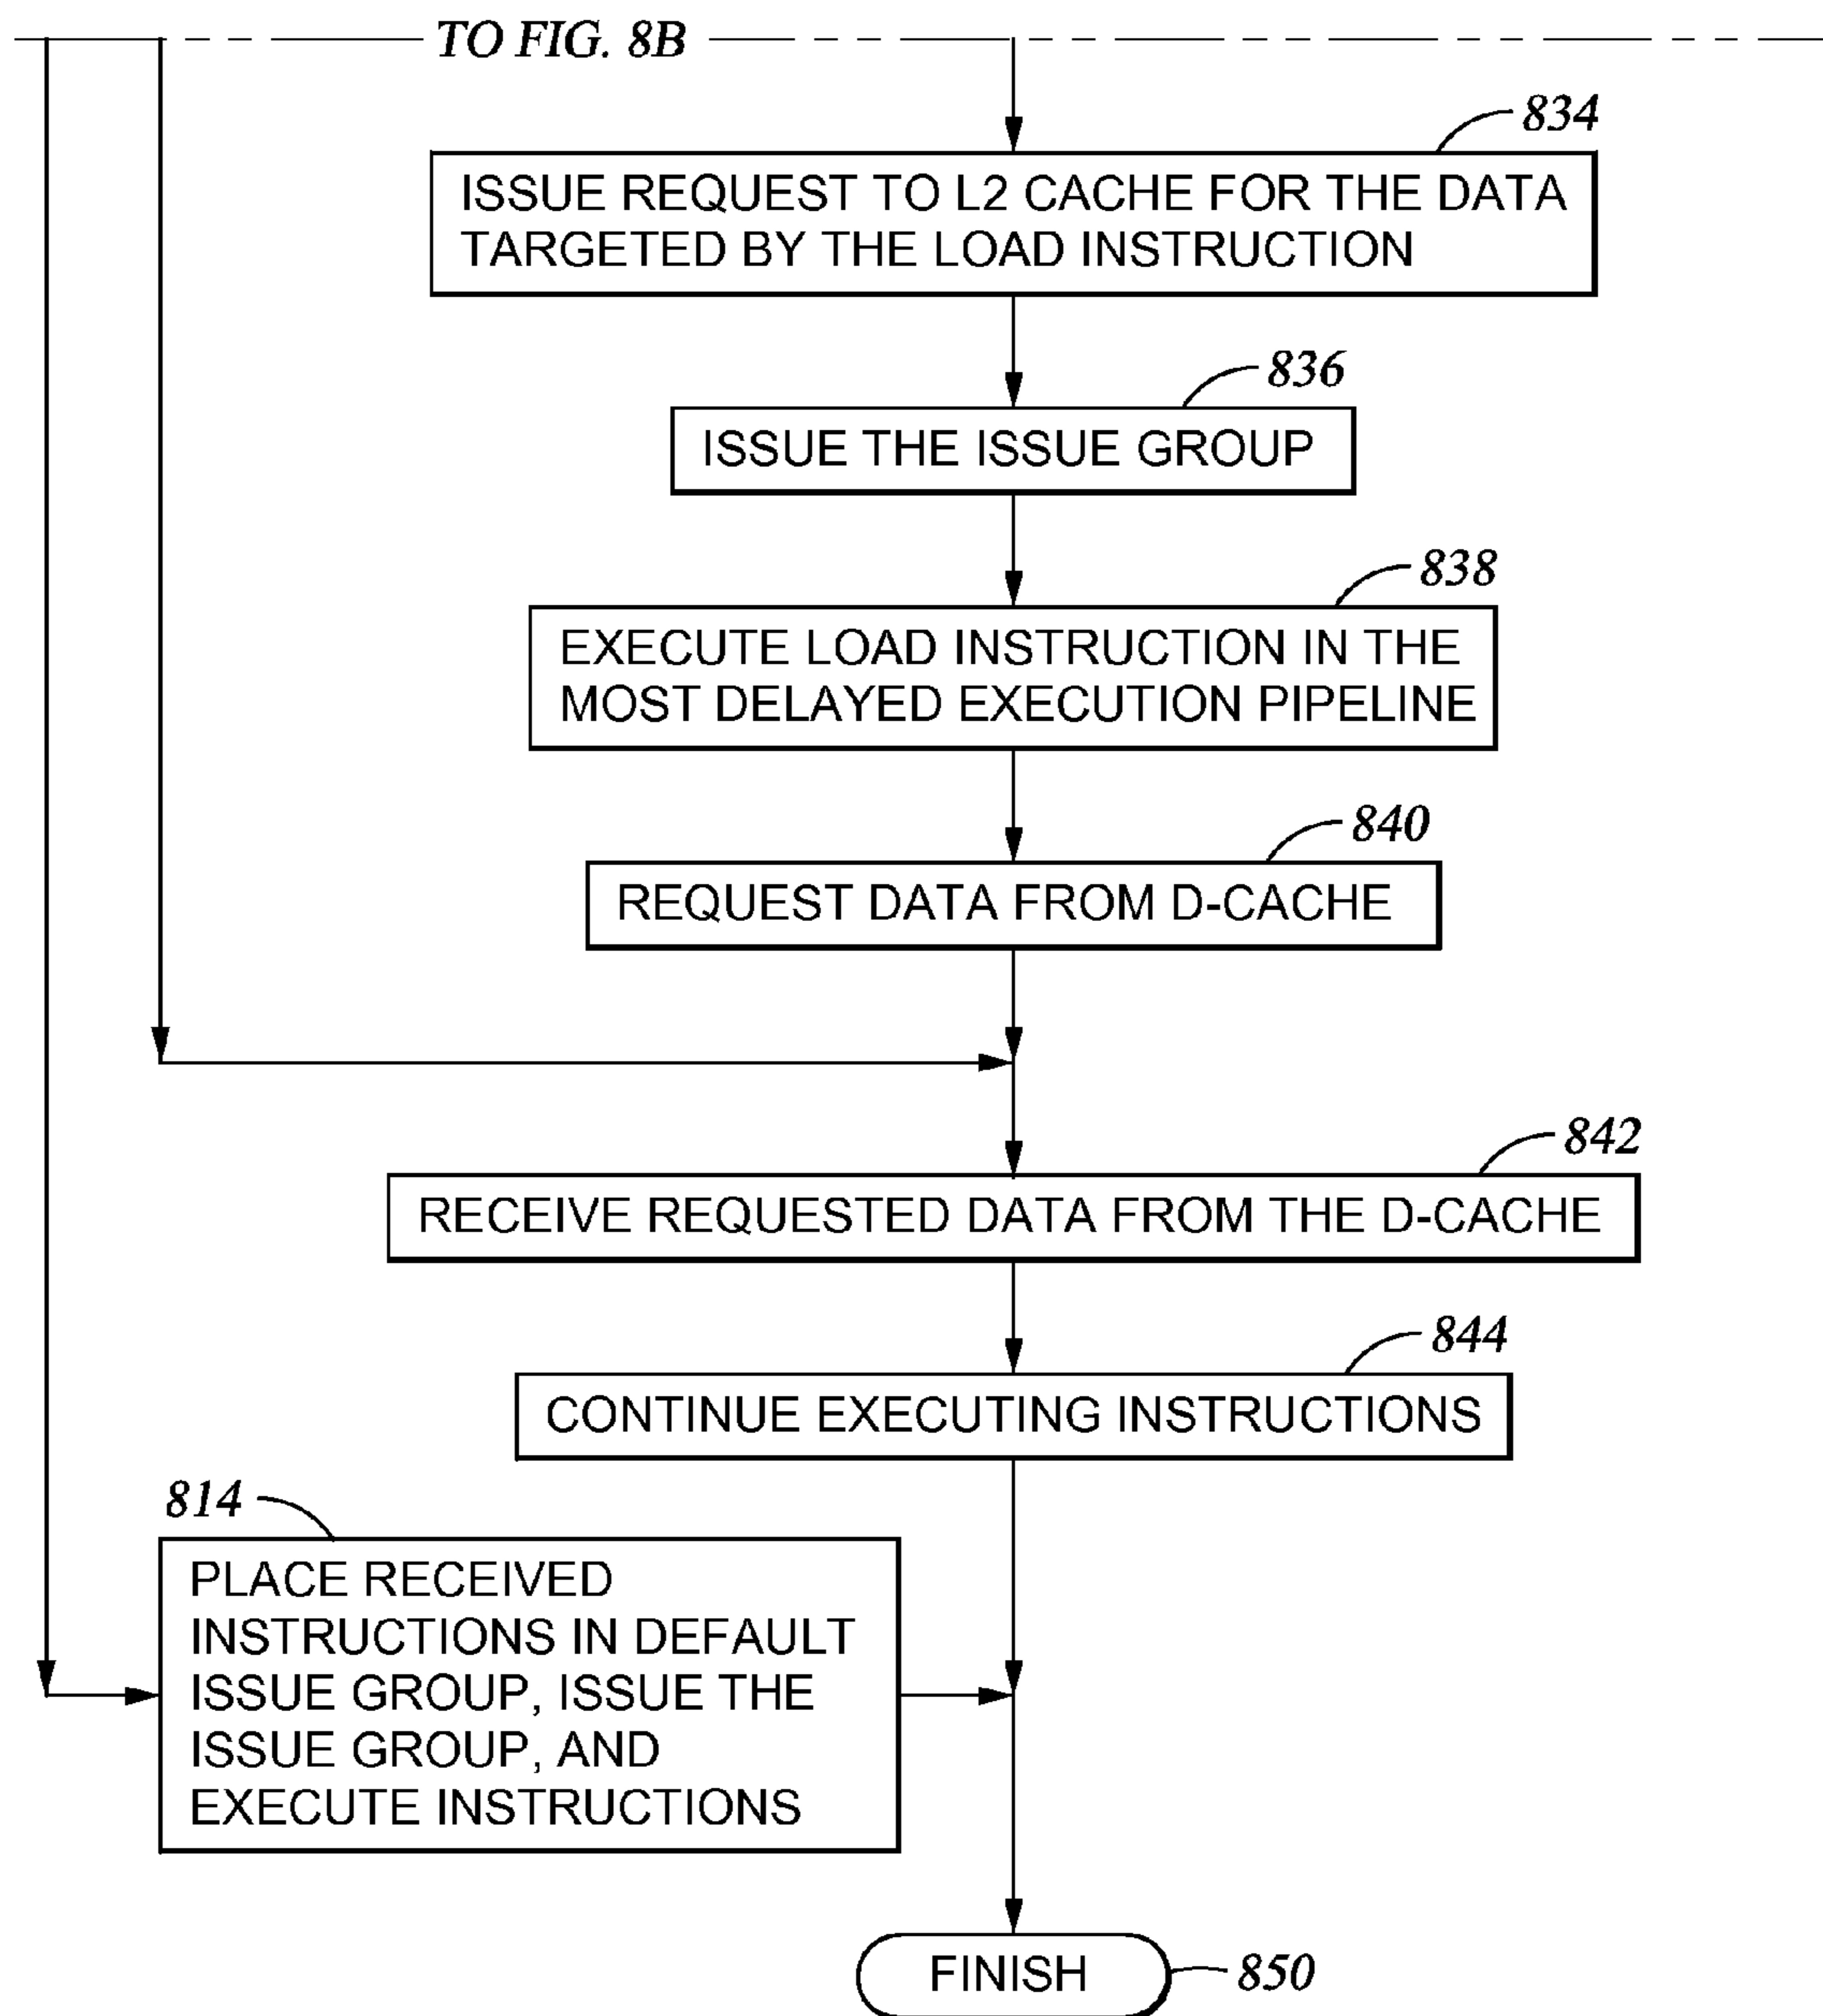 TO FIG. 8B
834
ISSUE REQUEST TO L2 CACHE FOR THE DATA
TARGETED BY THE LOAD INSTRUCTION
836
ISSUE THE ISSUE GROUP
838
EXECUTE LOAD INSTRUCTION IN THE
MOST DELAYED EXECUTION PIPELINE
840
REQUEST DATA FROM D-CACHE
842
RECEIVE REQUESTED DATA FROM THE D-CACHE
844
CONTINUE EXECUTING INSTRUCTIONS
814
PLACE RECEIVED
INSTRUCTIONS IN DEFAULT
ISSUE GROUP, ISSUE THE
ISSUE GROUP, AND
EXECUTE INSTRUCTIONS
FINISH
850